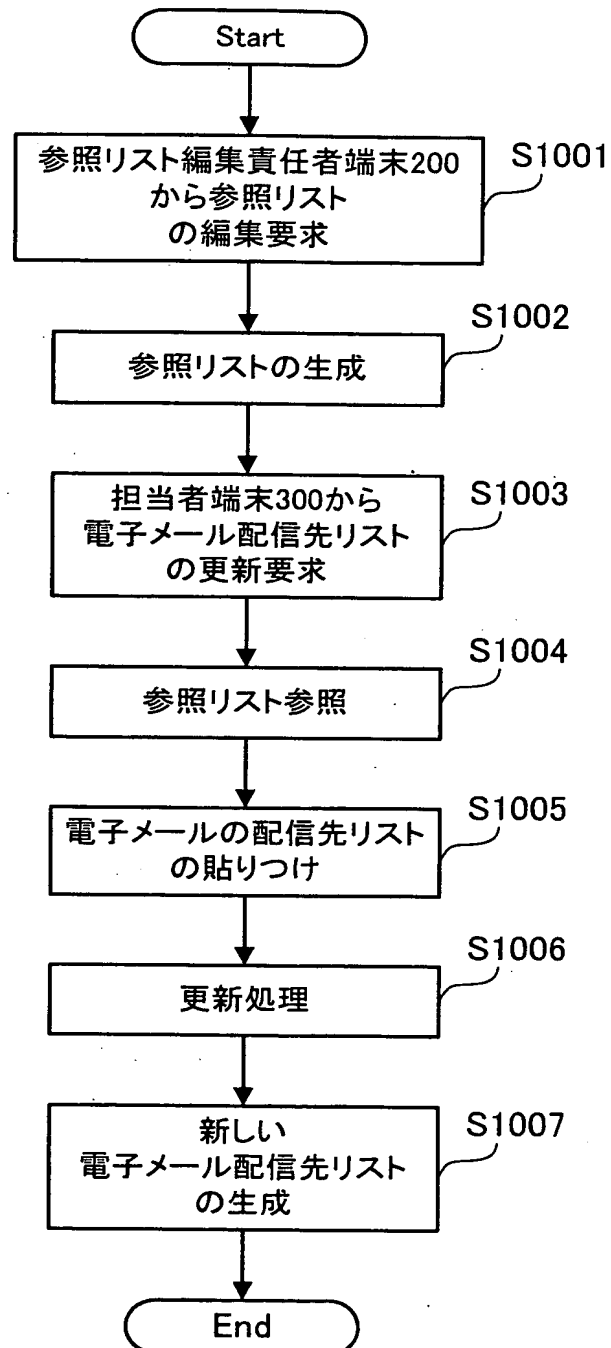 Start
参照リスト編集責任者端末200
から参照リスト
の編集要求
S1001
参照リストの生成
S1002
担当者端末300から
電子メール配信先リスト
の更新要求
S1003
参照リスト参照
S1004
電子メールの配信先リスト
の貼りつけ
S1005
更新処理
S1006
新しい
電子メール配信先リスト
の生成
S1007
End